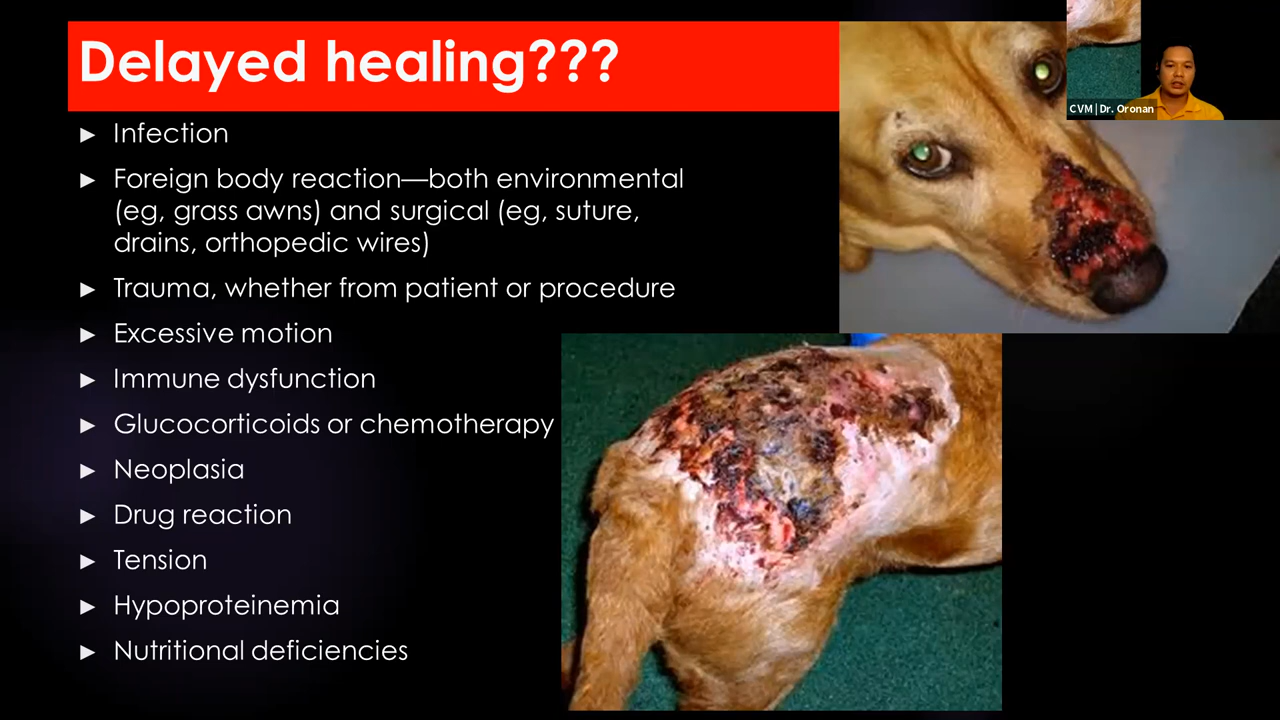 Delayed healing???
► Infection
► Foreign body reaction—both environmental
(eg, grass awns) and surgical (eg, suture,
drains, orthopedic wires)
► Trauma, whether from patient or procedure
► Excessive motion
► Immune dysfunction
► Glucocorticoids or chemotherapy
► Neoplasia
► Drug reaction
► Tension
► Hypoproteinemia
► Nutritional deficiencies
CVM | Dr. Oronan